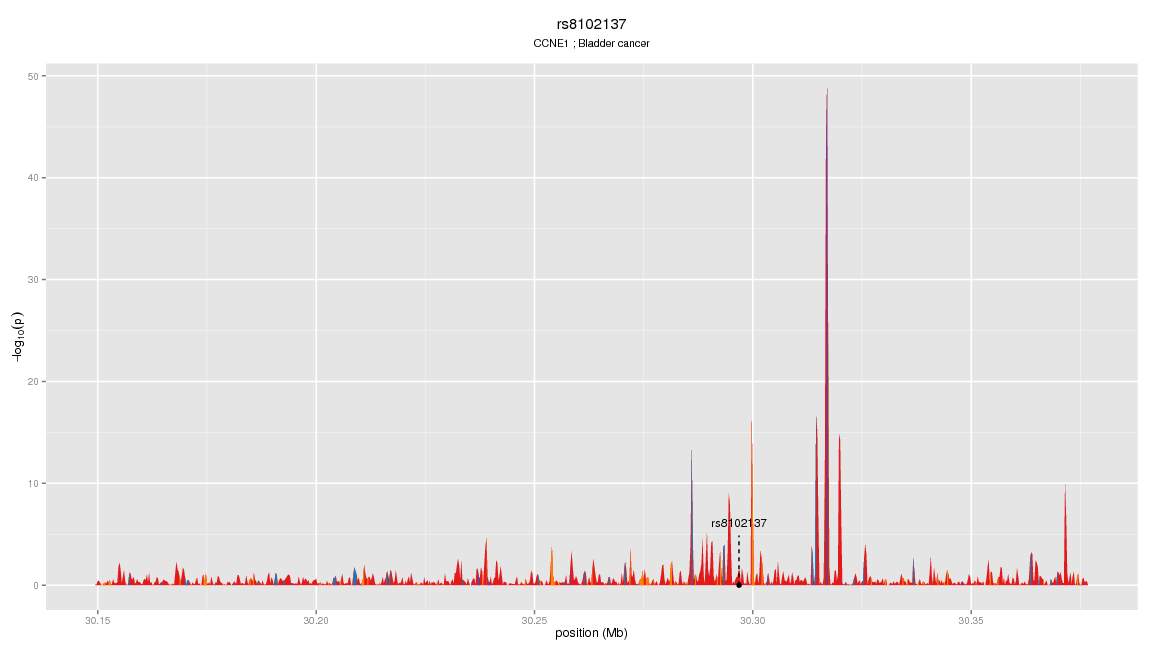 rs8102137
CCNE1 ; Bladder cancer
50
40
30
20
10
0
−log10(p)
rs8102137
30.15 30.20 30.25 30.30 30.35
position (Mb)